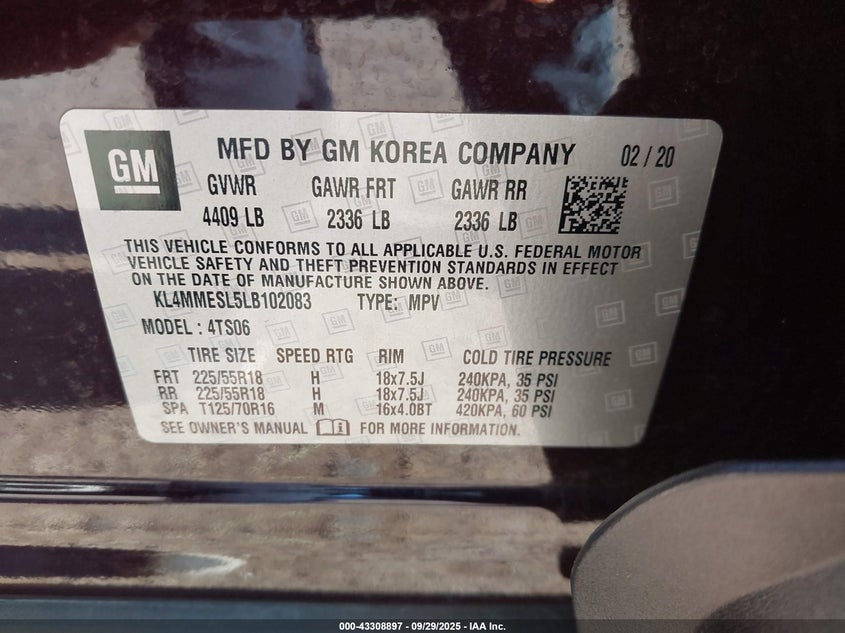 GM
MFD BY GM KOREA COMPANY 02 / 20
GVWR GAWR FRT GAWR RR
4409 LB 2336 LB 2336 LB
THIS VEHICLE CONFORMS TO ALL APPLICABLE U.S. FEDERAL MOTOR
VEHICLE SAFETY AND THEFT PREVENTION STANDARDS IN EFFECT
ON THE DATE OF MANUFACTURE SHOWN ABOVE.
KL4MMESL5LB102083 TYPE: MPV
MODEL : 4TS06
TIRE SIZE SPEED RTG RIM COLD TIRE PRESSURE
FRT 225/55R18 H 18x7.5J 240KPA, 35 PSI
RR 225/55R18 H 18x7.5J 240KPA, 35 PSI
SPA T125/70R16 M 16x4.0BT 420KPA, 60 PSI
SEE OWNER'S MANUAL FOR MORE INFORMATION.
000-43308897 - 09/29/2025 - IAA Inc.